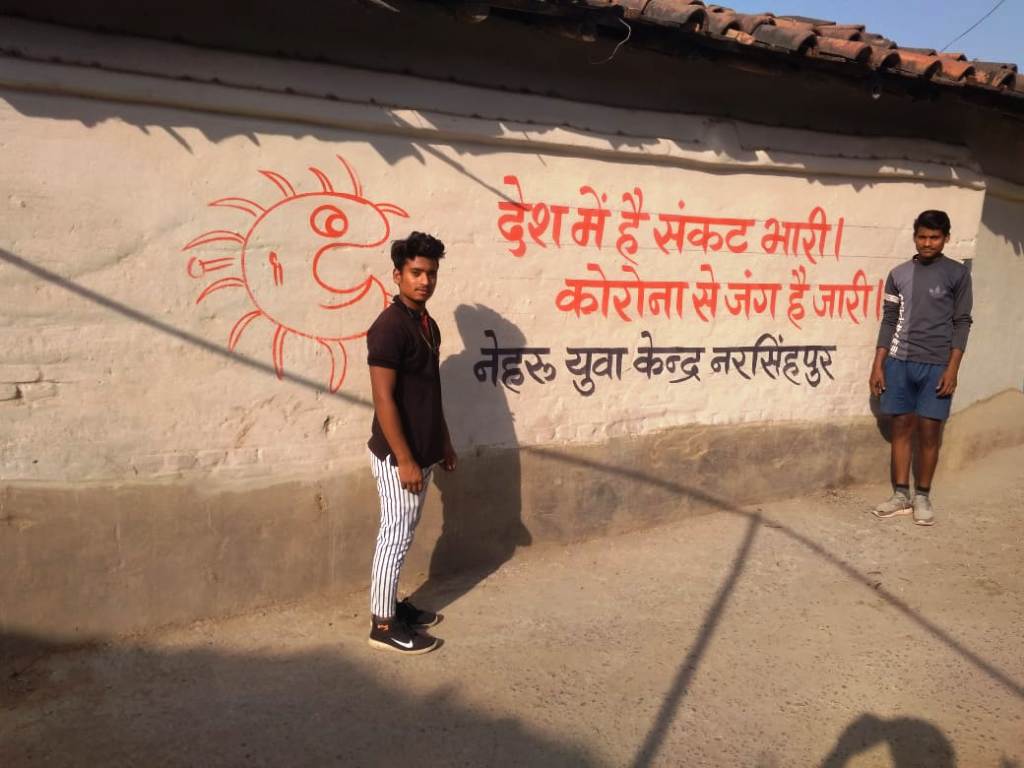 देश में है संकट भारी।
कोरोना से जंग है जारी।
नेहरू युवा केन्द्र नरसिंहपुर